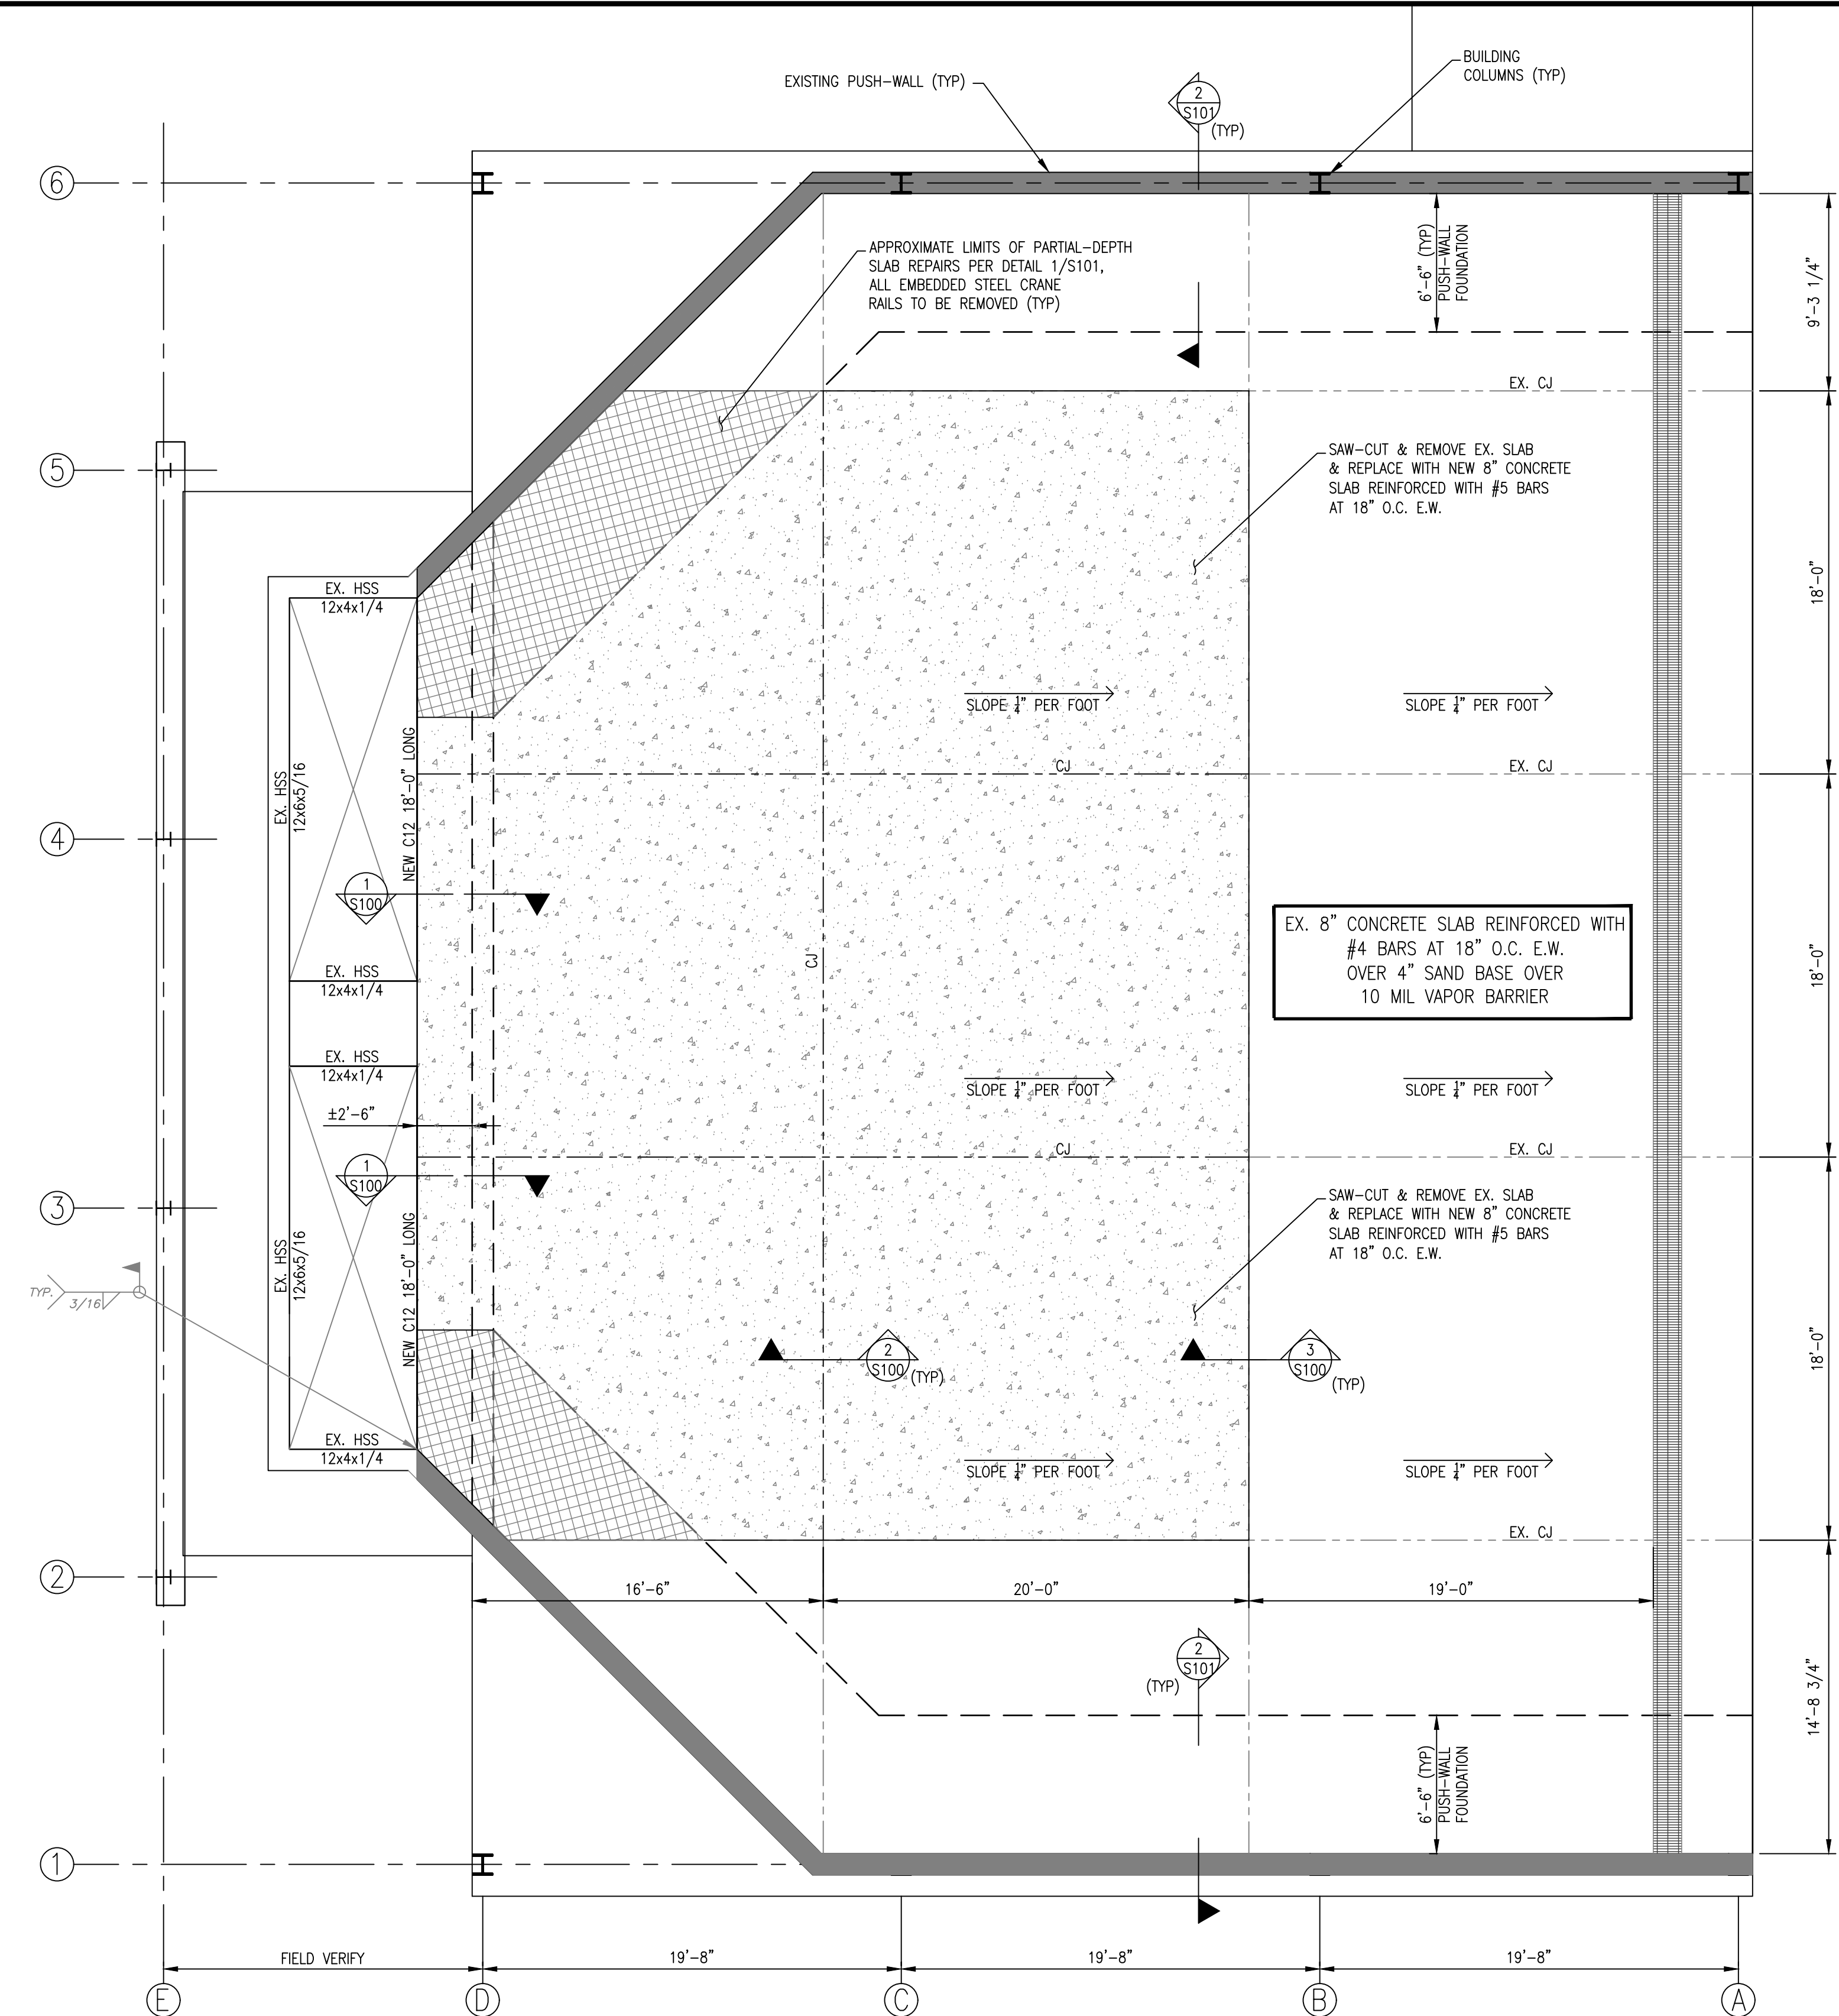 EXISTING PUSH-WALL (TYP)
2
S101
(TYP)
BUILDING
COLUMNS (TYP)
6
APPROXIMATE LIMITS OF PARTIAL-DEPTH
SLAB REPAIRS PER DETAIL 1/S101,
ALL EMBEDDED STEEL CRANE
RAILS TO BE REMOVED (TYP)
6'-6" (TYP)
PUSH-WALL
FOUNDATION
9'-3 1/4"
EX. CJ
5
SAW-CUT & REMOVE EX. SLAB
& REPLACE WITH NEW 8" CONCRETE
SLAB REINFORCED WITH #5 BARS
AT 18" O.C. E.W.
18'-0"
EX. HSS
12x4x1/4
SLOPE 1/4" PER FOOT
SLOPE 1/4" PER FOOT
EX. HSS
12x6x5/16
NEW C12 18'-0" LONG
CJ
EX. CJ
4
1
S100
CJ
EX. 8" CONCRETE SLAB REINFORCED WITH
#4 BARS AT 18" O.C. E.W.
OVER 4" SAND BASE OVER
10 MIL VAPOR BARRIER
18'-0"
EX. HSS
12x4x1/4
EX. HSS
12x4x1/4
SLOPE 1/4" PER FOOT
SLOPE 1/4" PER FOOT
±2'-6"
CJ
EX. CJ
1
S100
3
SAW-CUT & REMOVE EX. SLAB
& REPLACE WITH NEW 8" CONCRETE
SLAB REINFORCED WITH #5 BARS
AT 18" O.C. E.W.
EX. HSS
12x6x5/16
NEW C12 18'-0" LONG
TYP.
3/16
2
S100
(TYP)
3
S100
(TYP)
18'-0"
EX. HSS
12x4x1/4
SLOPE 1/4" PER FOOT
SLOPE 1/4" PER FOOT
EX. CJ
2
16'-6"
20'-0"
19'-0"
2
S101
(TYP)
14'-8 3/4"
6'-6" (TYP)
PUSH-WALL
FOUNDATION
1
FIELD VERIFY
19'-8"
19'-8"
19'-8"
E
D
C
B
A